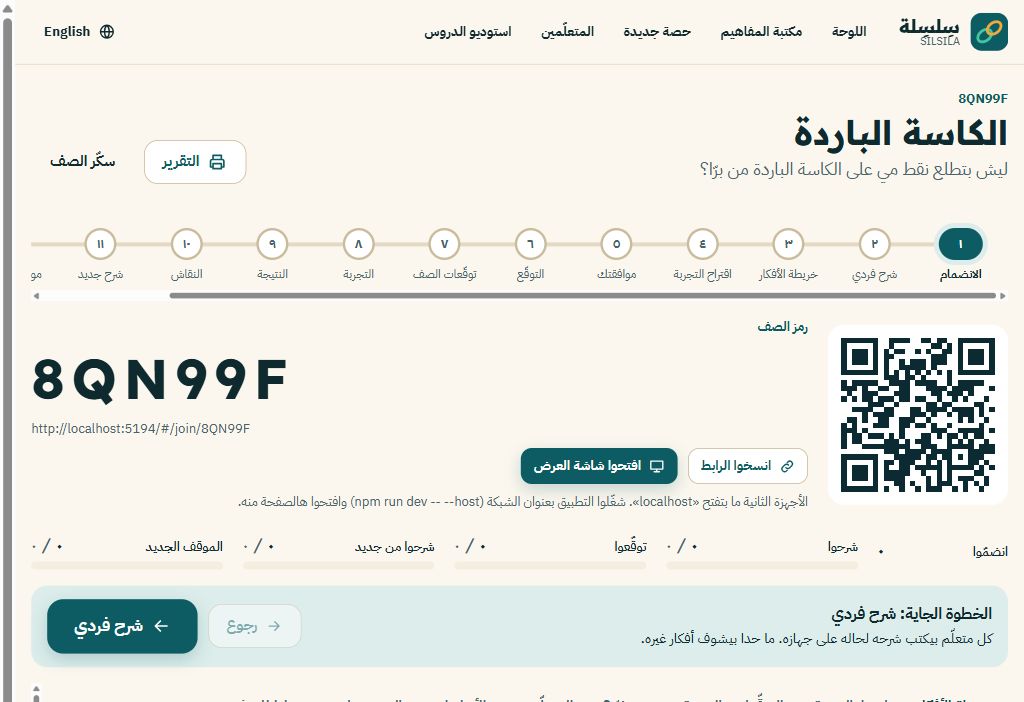 سلسلة
SILSILA
اللوحة
مكتبة المفاهيم
حصة جديدة
المتعلّمين
استوديو الدروس
English
8QN99F
الكاسة الباردة
ليش بتطلع نقط مي على الكاسة الباردة من برّا؟
التقرير
سكّر الصف
١ ٢ ٣ ٤ ٥ ٦ ٧ ٨ ٩ ١٠ ١١
الانضمام
شرح فردي
خريطة الأفكار
اقتراح التجربة
موافقتك
التوقّع
توقّعات الصف
التجربة
النتيجة
النقاش
شرح جديد
مو
رمز الصف
8QN99F
http://localhost:5194/#/join/8QN99F
انسخوا الرابط
افتحوا شاشة العرض
الأجهزة الثانية ما بتفتح «localhost». شغّلوا التطبيق بعنوان الشبكة (npm run dev -- --host) وافتحوا هالصفحة منه.
انضمّوا ٠
شرحوا ٠ / ٠
توقّعوا ٠ / ٠
شرحوا من جديد ٠ / ٠
الموقف الجديد ٠ / ٠
الخطوة الجاية: شرح فردي
كل متعلّم بيكتب شرحه لحاله على جهازه. ما حدا بيشوف أفكار غيره.
رجوع
شرح فردي